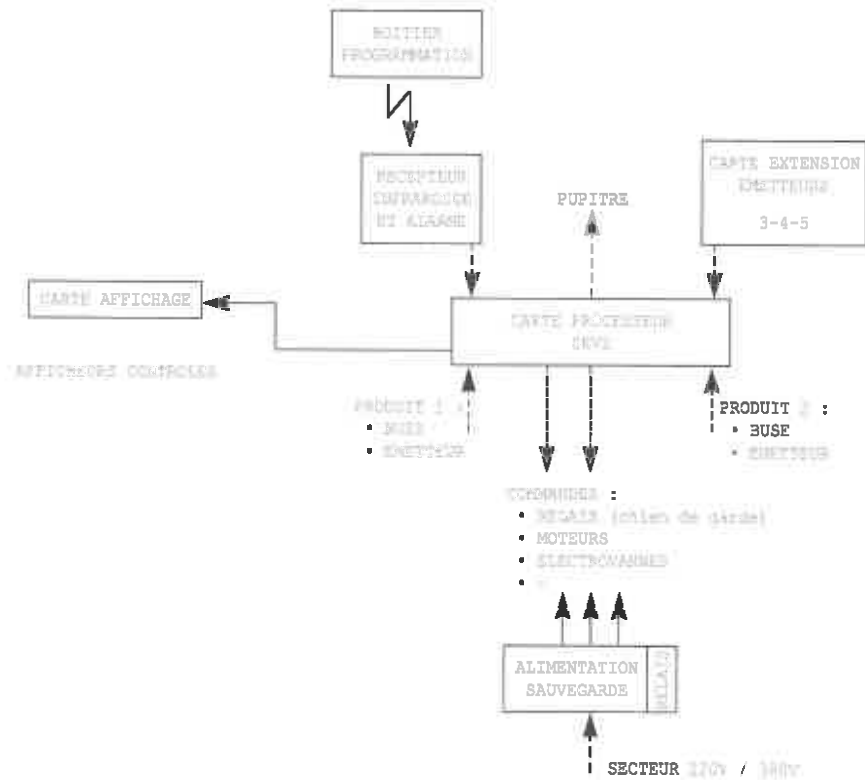 BOITIER
PROGRAMMATION
RECEPTEUR
INFRAROUGE
ET ALARME
PUPITRE
CARTE EXTENSION
EMETTEURS
3-4-5
CARTE AFFICHAGE
CARTE PROCESSEUR
AFFICHEURS CONTROLES
PRODUIT 1 :
• BUSE
• EMETTEUR
PRODUIT 2 :
• BUSE
• EMETTEUR
COMMANDES :
• RELAIS (chien de garde)
• MOTEURS
• ELECTROVANNES
ALIMENTATION
SAUVEGARDE
RELAIS
SECTEUR 220V / 380V